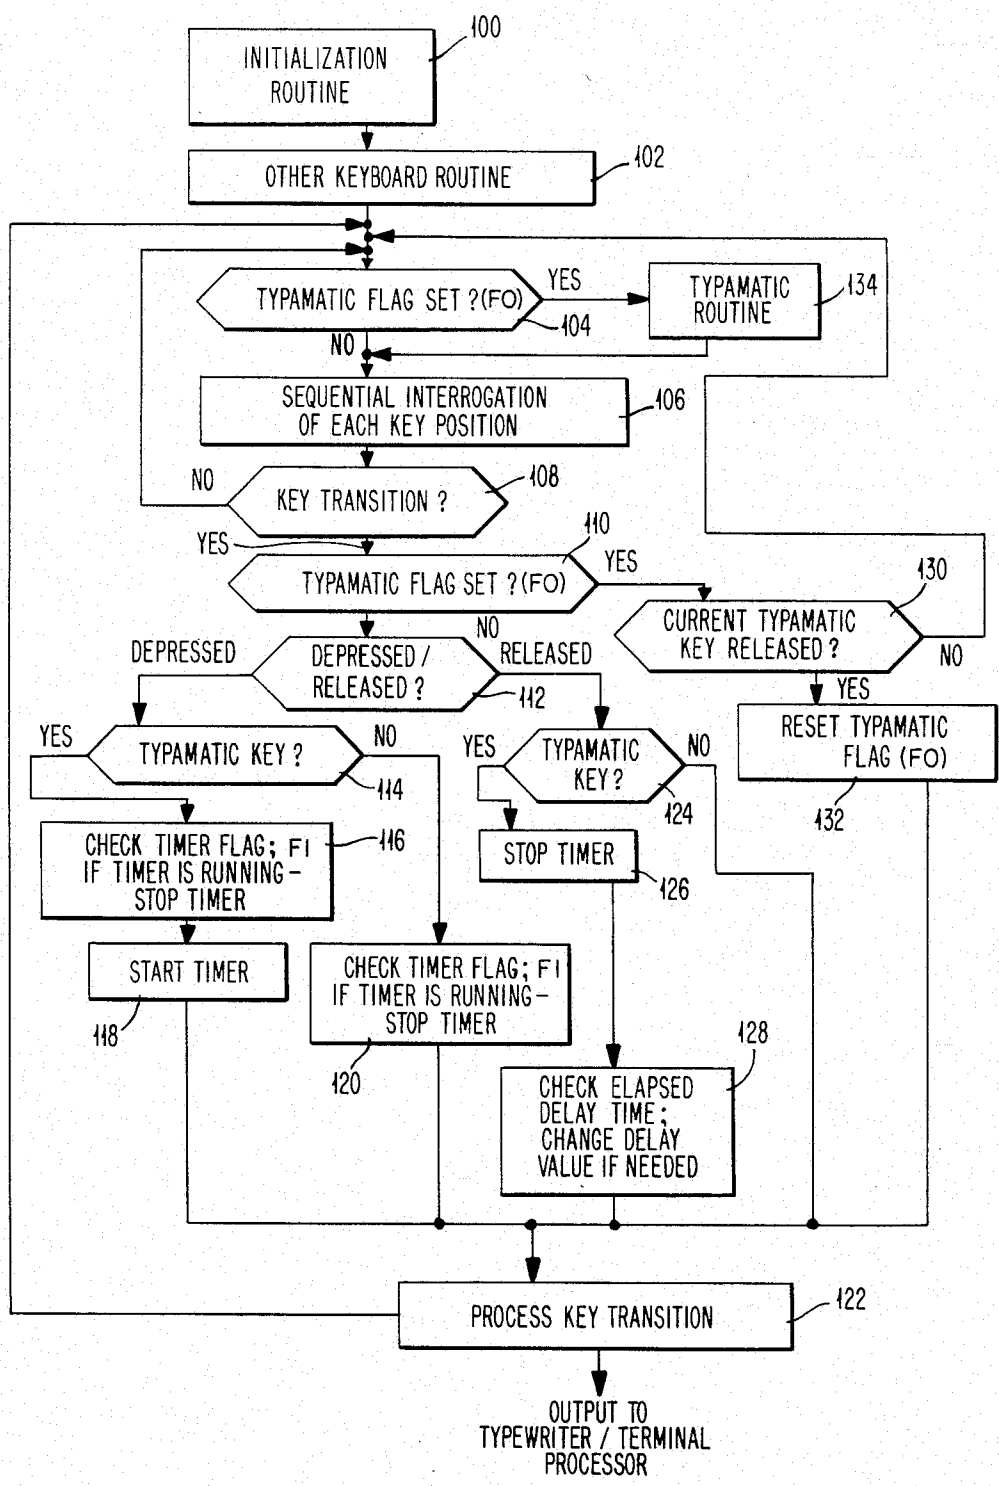 100
INITIALIZATION
ROUTINE
102
OTHER KEYBOARD ROUTINE
TYPAMATIC FLAG SET ? (FO)
104
YES
NO
TYPAMATIC
ROUTINE
134
SEQUENTIAL INTERROGATION
OF EACH KEY POSITION
106
NO
KEY TRANSITION ?
108
YES
TYPAMATIC FLAG SET ? (FO)
110
YES
NO
CURRENT TYPAMATIC
KEY RELEASED ?
130
NO
YES
DEPRESSED
DEPRESSED /
RELEASED ?
112
RELEASED
RESET TYPAMATIC
FLAG (FO)
132
YES
TYPAMATIC KEY ?
114
NO
YES
TYPAMATIC
KEY ?
124
NO
CHECK TIMER FLAG; F1
IF TIMER IS RUNNING –
STOP TIMER
116
STOP TIMER
126
START TIMER
118
CHECK TIMER FLAG; F1
IF TIMER IS RUNNING –
STOP TIMER
120
CHECK ELAPSED
DELAY TIME;
CHANGE DELAY
VALUE IF NEEDED
128
PROCESS KEY TRANSITION
122
OUTPUT TO
TYPEWRITER / TERMINAL
PROCESSOR